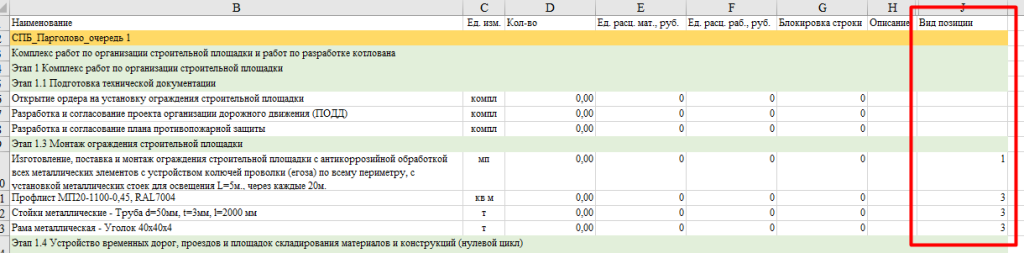 B C D E F G H J
Наименование Ед. изм. Кол-во Ед. расц. мат., руб. Ед. расц. раб., руб. Блокировка строки Описание Вид позиции
2 СПБ_Парголово_очередь 1
Комплекс работ по организации строительной площадки и работ по разработке котлована
Этап 1 Комплекс работ по организации строительной площадки
Этап 1.1 Подготовка технической документации
6 Открытие ордера на установку ограждения строительной площадки компл 0,00 0 0 0
7 Разработка и согласование проекта организации дорожного движения (ПОДД) компл 0,00 0 0 0
8 Разработка и согласование плана противопожарной защиты компл 0,00 0 0 0
Этап 1.3 Монтаж ограждения строительной площадки
Изготовление, поставка и монтаж ограждения строительной площадки с антикоррозийной обработкой мп 0,00 0 0 0 1
всех металлических элементов с устройством колючей проволки (егоза) по всему периметру, с
0 установкой металлических стоек для освещения L=5м., через каждые 20м.
1 Профлист МП20-1100-0,45, RAL7004 кв м 0,00 0 0 0 3
2 Стойки металлические - Труба d=50мм, t=3мм, l=2000 мм т 0,00 0 0 0 3
3 Рама металлическая - Уголок 40х40х4 т 0,00 0 0 0 3
Этап 1.4 Устройство временных дорог, проездов и площадок складирования материалов и конструкций (нулевой цикл)